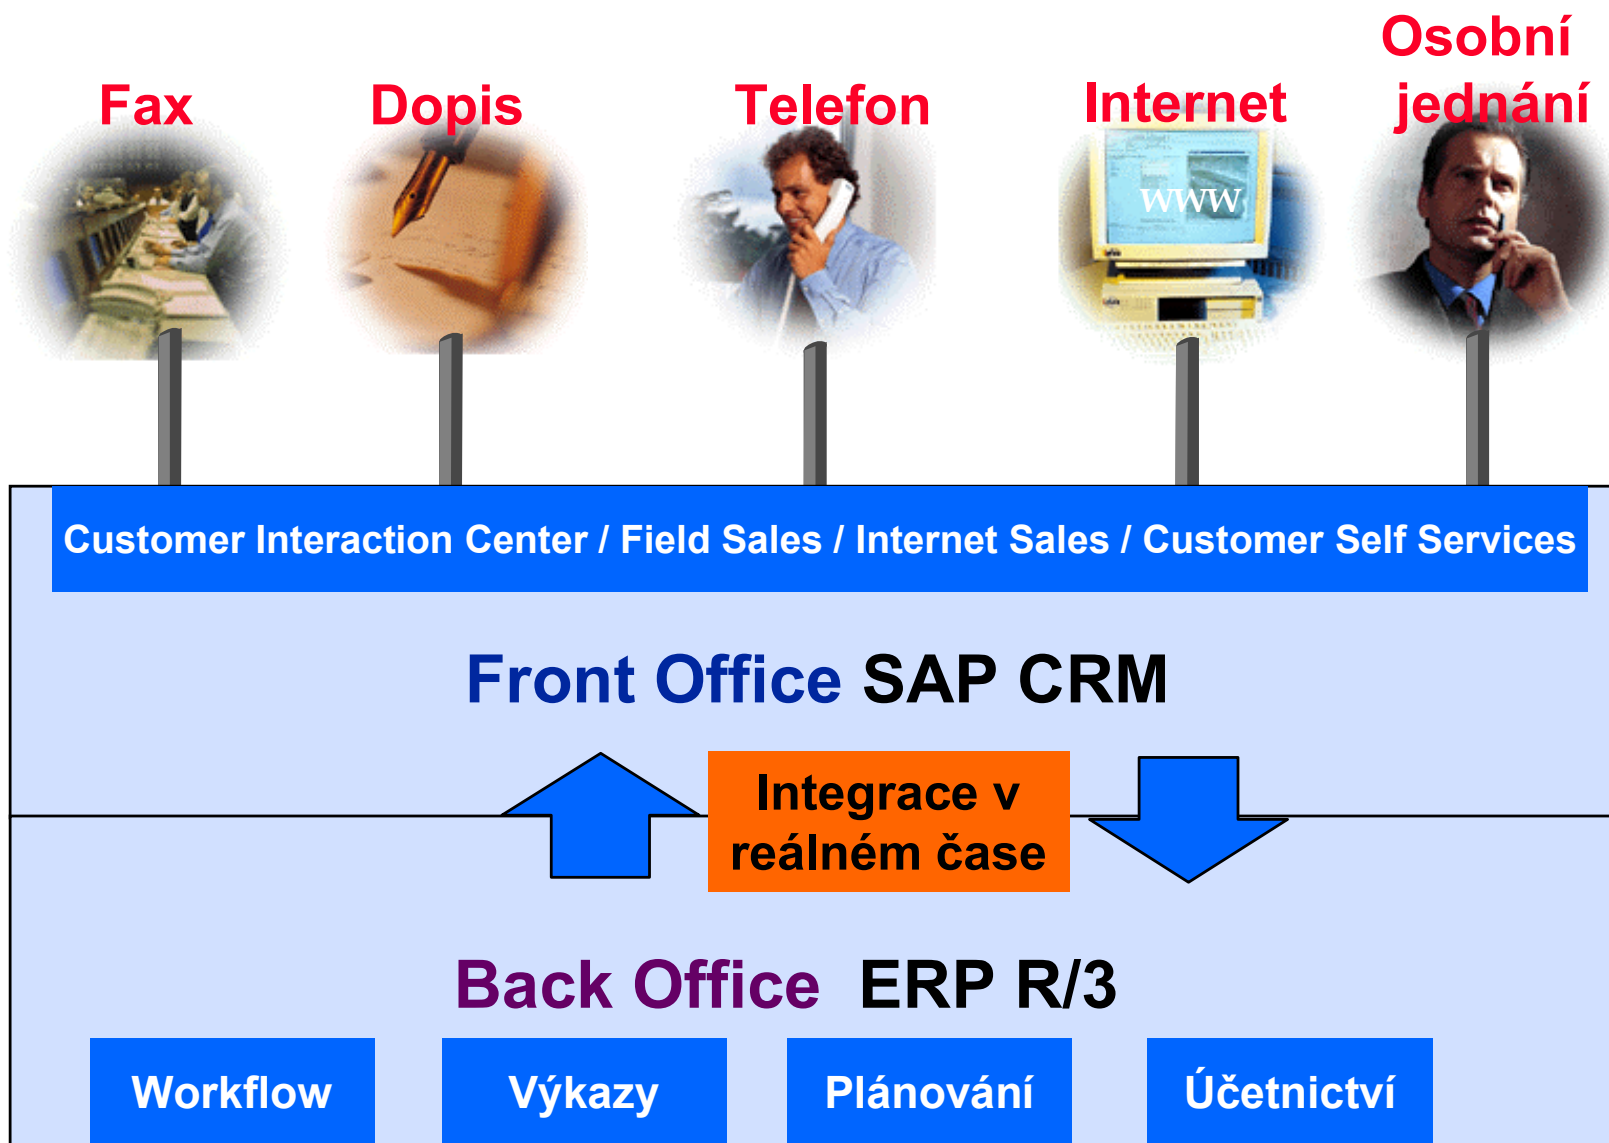 Osobní
jednání
Fax
Dopis
Telefon
Internet
www
Customer Interaction Center / Field Sales / Internet Sales / Customer Self Services
Front Office SAP CRM
Integrace v
reálném čase
Back Office ERP R/3
Workflow
Výkazy
Plánování
Účetnictví